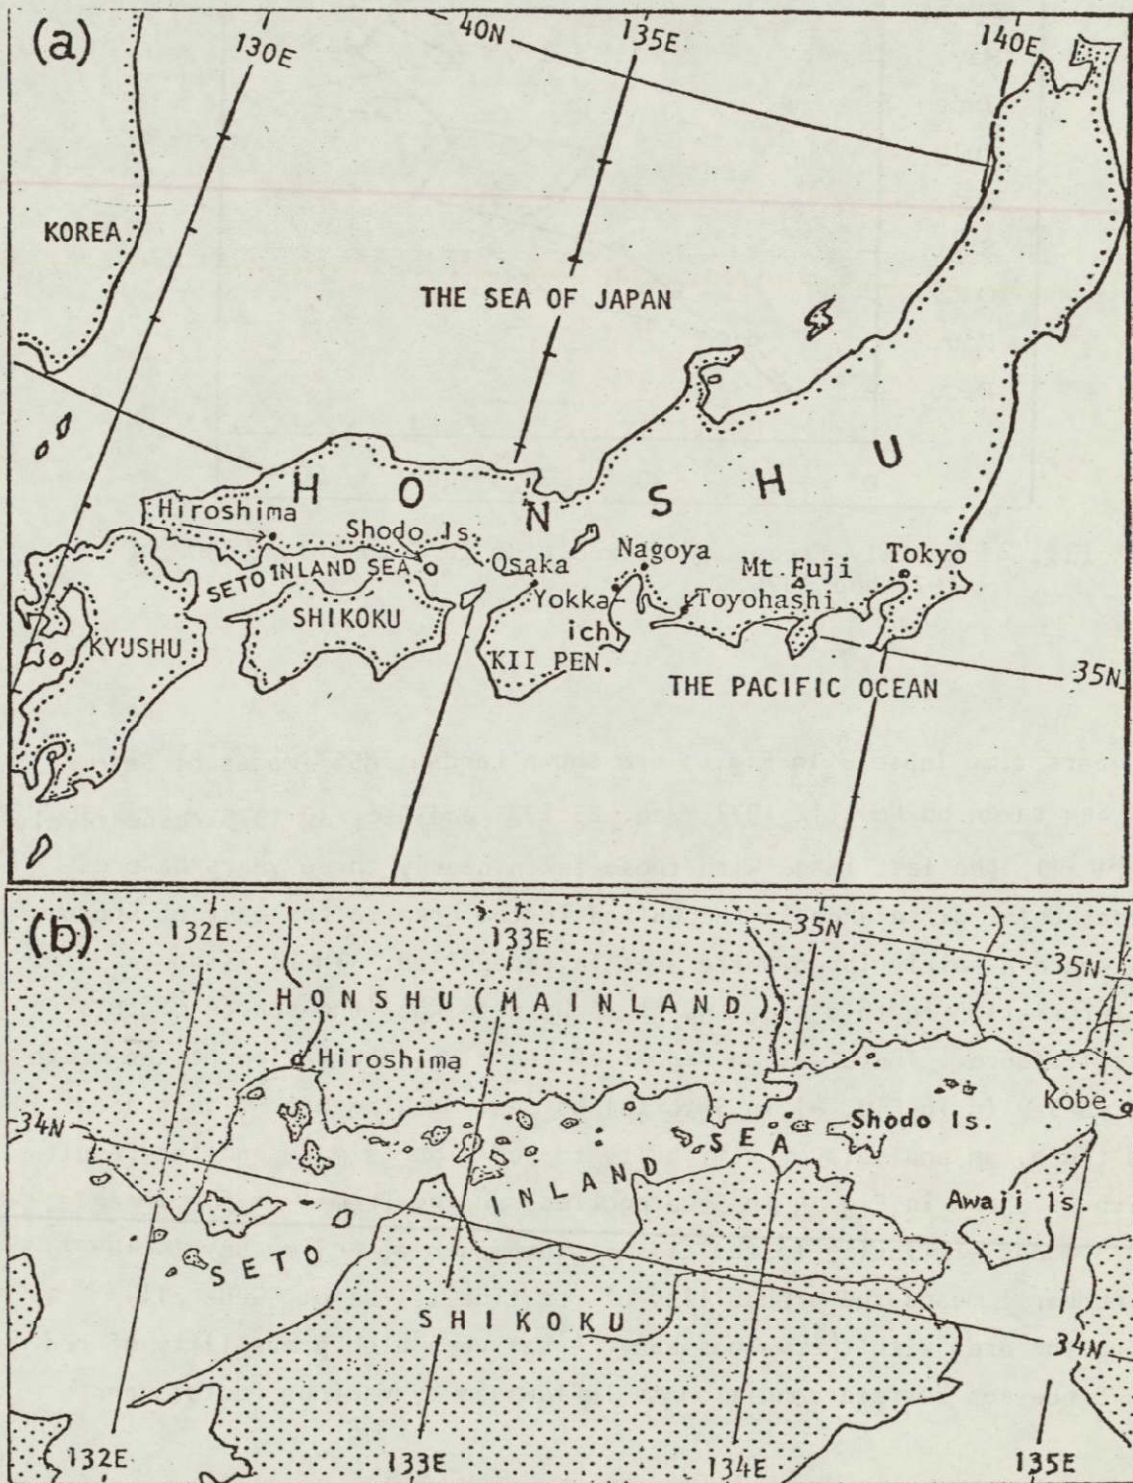 (a)
130E
40N
135E
140E
KOREA
THE SEA OF JAPAN
H O N S H U
Hiroshima
Shodo Is.
SETO INLAND SEA
Osaka
Nagoya
Mt.Fuji
Tokyo
Yokka-
ichi
Toyohashi
SHIKOKU
KYUSHU
KII PEN.
THE PACIFIC OCEAN
35N
(b)
132E
133E
35N
35N
HONSHU (MAINLAND)
Hiroshima
Kobe
34N
Shodo Is.
SETO INLAND SEA
Awaji Is.
SHIKOKU
34N
132E
133E
134E
135E